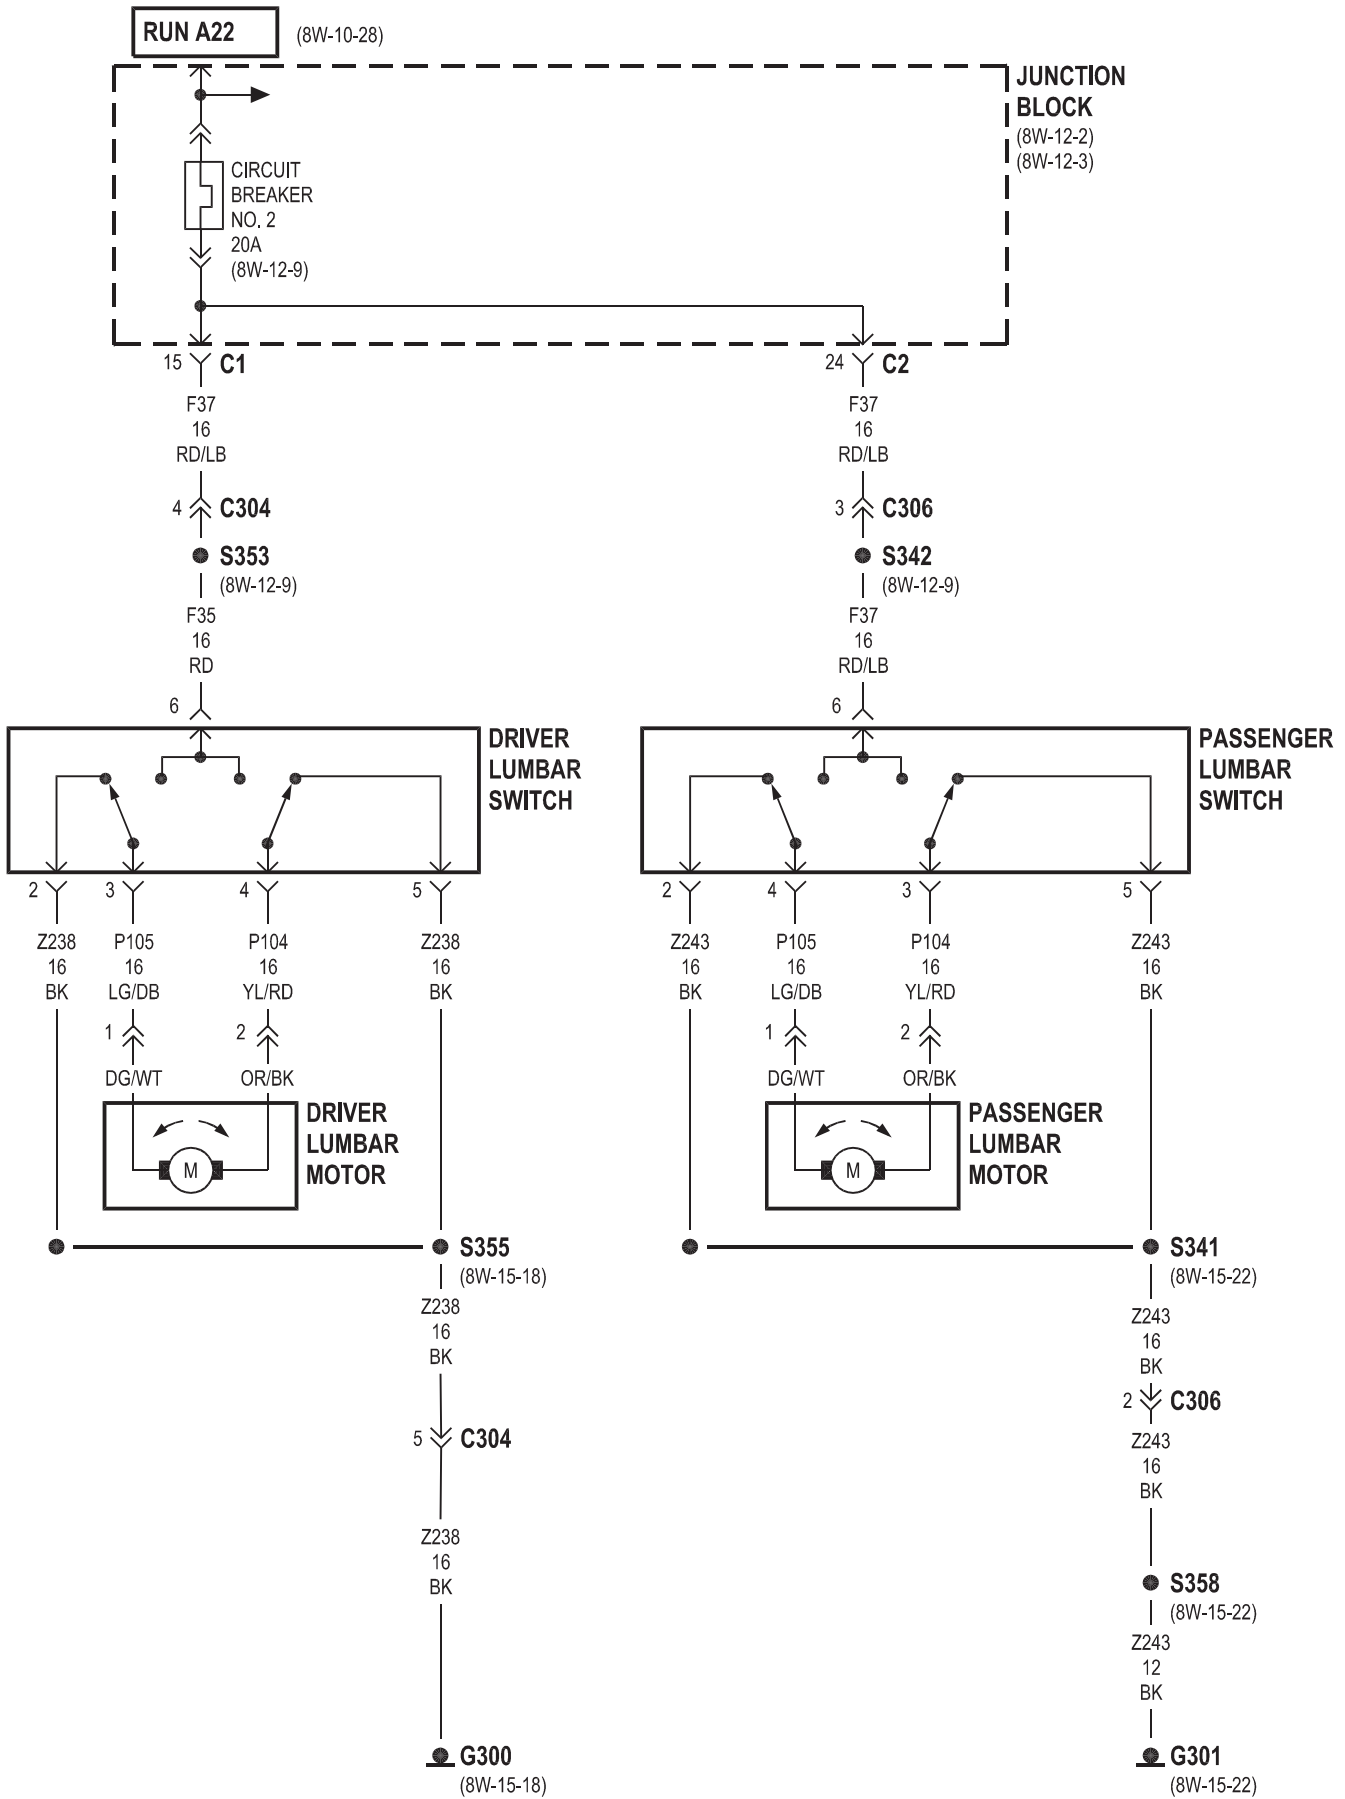 RUN A22
(8W-10-28)
JUNCTION
BLOCK
(8W-12-2)
(8W-12-3)
CIRCUIT
BREAKER
NO. 2
20A
(8W-12-9)
15
C1
24
C2
F37
16
RD/LB
F37
16
RD/LB
4
C304
3
C306
S353
(8W-12-9)
S342
(8W-12-9)
F35
16
RD
F37
16
RD/LB
6
6
DRIVER
LUMBAR
SWITCH
PASSENGER
LUMBAR
SWITCH
2
3
4
5
2
4
3
5
Z238
16
BK
P105
16
LG/DB
P104
16
YL/RD
Z238
16
BK
Z243
16
BK
P105
16
LG/DB
P104
16
YL/RD
Z243
16
BK
1
2
1
2
DG/WT
OR/BK
DG/WT
OR/BK
M
DRIVER
LUMBAR
MOTOR
M
PASSENGER
LUMBAR
MOTOR
S355
(8W-15-18)
S341
(8W-15-22)
Z238
16
BK
Z243
16
BK
5
C304
2
C306
Z243
16
BK
Z238
16
BK
S358
(8W-15-22)
Z243
12
BK
G300
(8W-15-18)
G301
(8W-15-22)